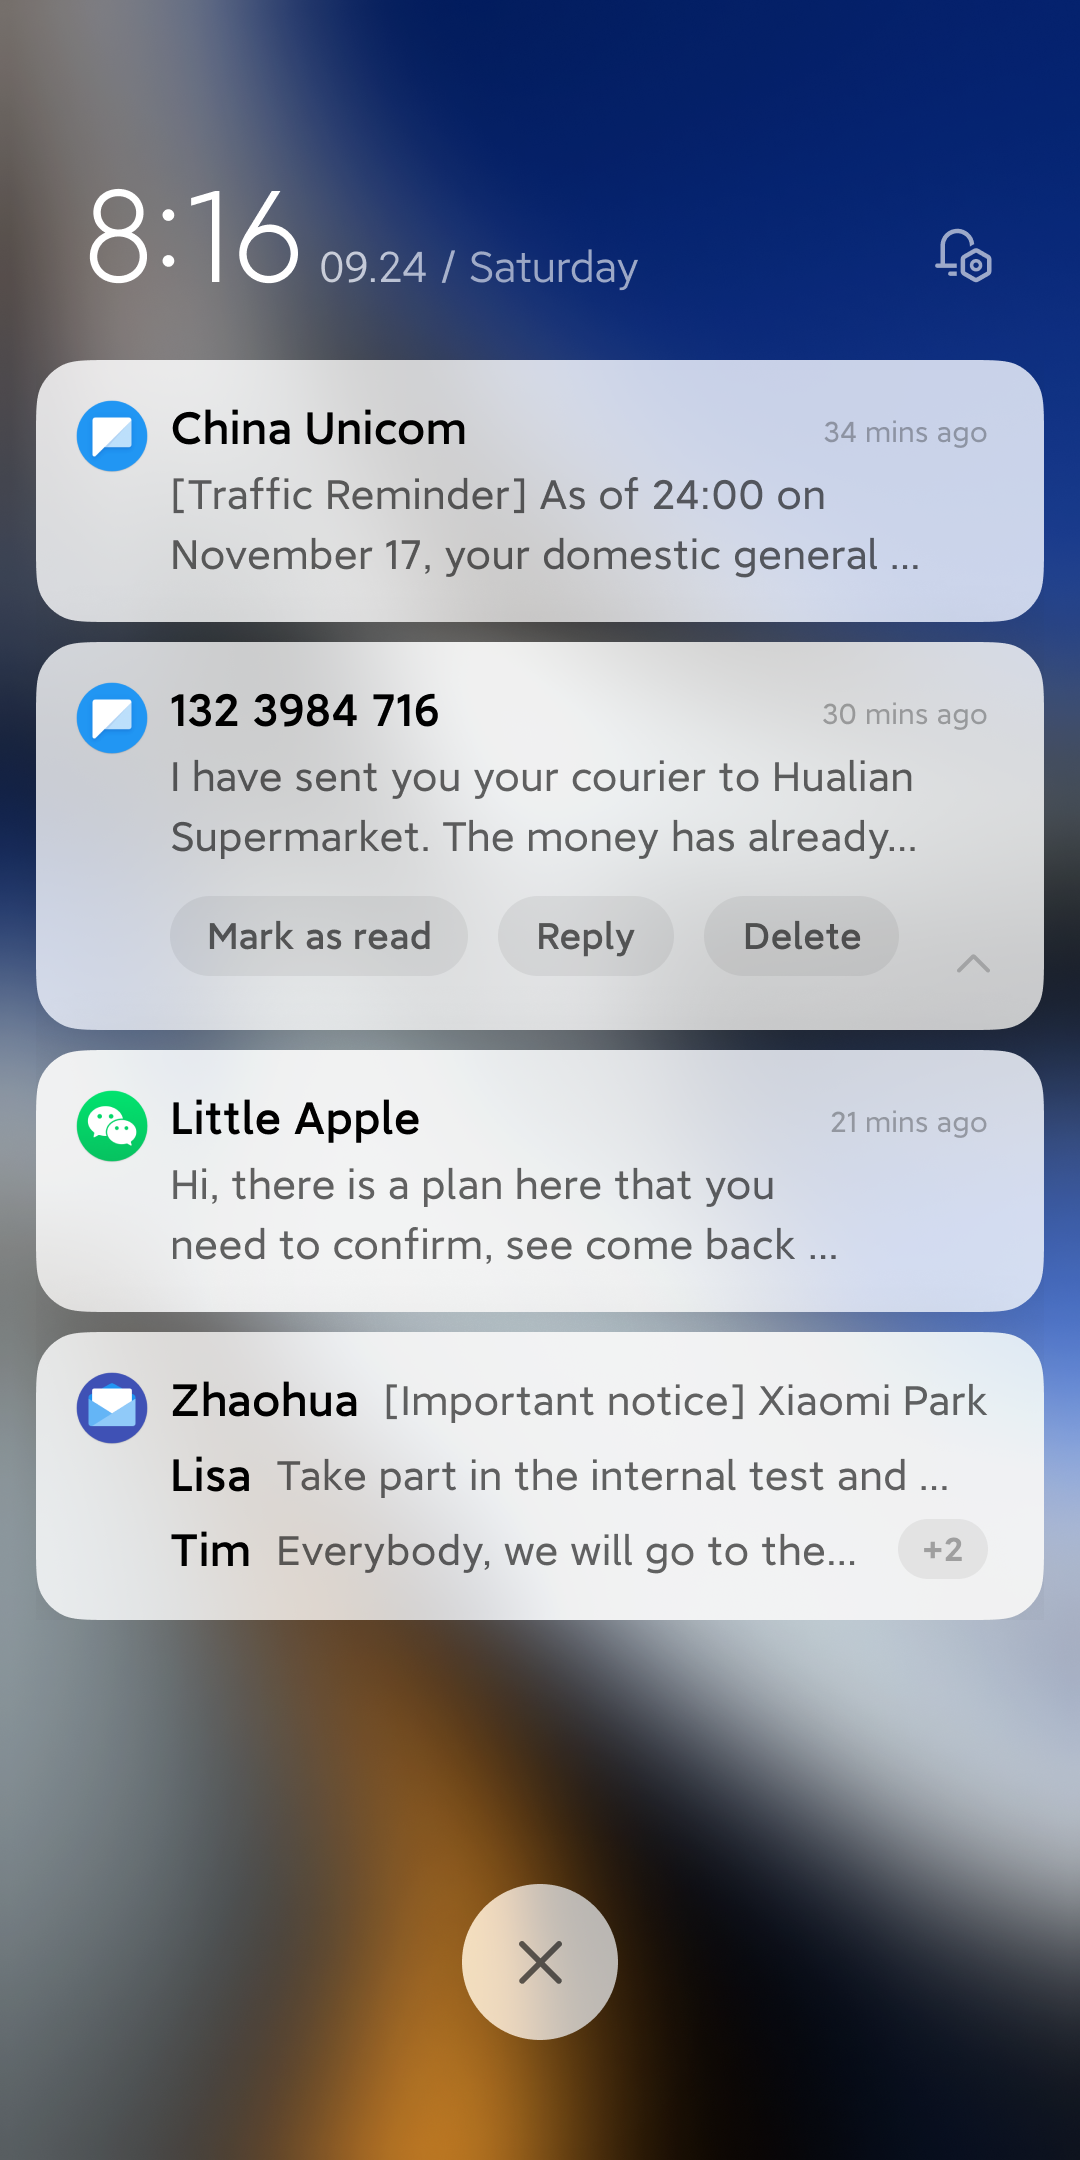 8:16 09.24 / Saturday
China Unicom 34 mins ago
[Traffic Reminder] As of 24:00 on
November 17, your domestic general ...
132 3984 716 30 mins ago
I have sent you your courier to Hualian
Supermarket. The money has already...
Mark as read Reply Delete
Little Apple 21 mins ago
Hi, there is a plan here that you
need to confirm, see come back ...
Zhaohua [Important notice] Xiaomi Park
Lisa Take part in the internal test and ...
Tim Everybody, we will go to the... +2